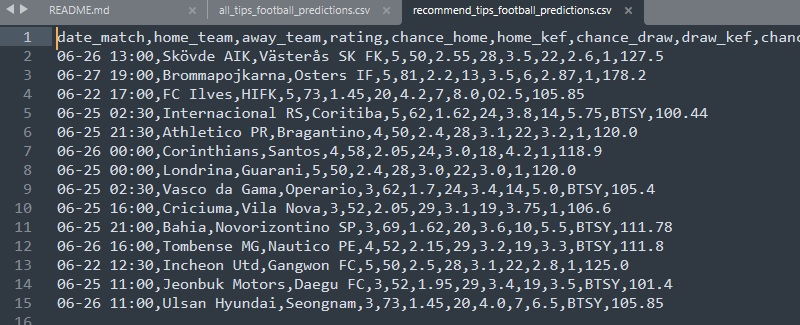 README.md × all_tips_football_predictions.csv × recommend_tips_football_predictions.csv ×
1 date_match,home_team,away_team,rating,chance_home,home_kef,chance_draw,draw_kef,chanc
2 06-26 13:00,Skövde AIK,Västerås SK FK,5,50,2.55,28,3.5,22,2.6,1,127.5
3 06-27 19:00,Brommapojkarna,Osters IF,5,81,2.2,13,3.5,6,2.87,1,178.2
4 06-22 17:00,FC Ilves,HIFK,5,73,1.45,20,4.2,7,8.0,O2.5,105.85
5 06-25 02:30,Internacional RS,Coritiba,5,62,1.62,24,3.8,14,5.75,BTSY,100.44
6 06-25 21:30,Athletico PR,Bragantino,4,50,2.4,28,3.1,22,3.2,1,120.0
7 06-26 00:00,Corinthians,Santos,4,58,2.05,24,3.0,18,4.2,1,118.9
8 06-25 00:00,Londrina,Guarani,5,50,2.4,28,3.0,22,3.0,1,120.0
9 06-25 02:30,Vasco da Gama,Operario,3,62,1.7,24,3.4,14,5.0,BTSY,105.4
10 06-25 16:00,Criciuma,Vila Nova,3,52,2.05,29,3.1,19,3.75,1,106.6
11 06-25 21:00,Bahia,Novorizontino SP,3,69,1.62,20,3.6,10,5.5,BTSY,111.78
12 06-26 16:00,Tombense MG,Nautico PE,4,52,2.15,29,3.2,19,3.3,BTSY,111.8
13 06-22 12:30,Incheon Utd,Gangwon FC,5,50,2.5,28,3.1,22,2.8,1,125.0
14 06-25 11:00,Jeonbuk Motors,Daegu FC,3,52,1.95,29,3.4,19,3.5,BTSY,101.4
15 06-26 11:00,Ulsan Hyundai,Seongnam,3,73,1.45,20,4.0,7,6.5,BTSY,105.85
16